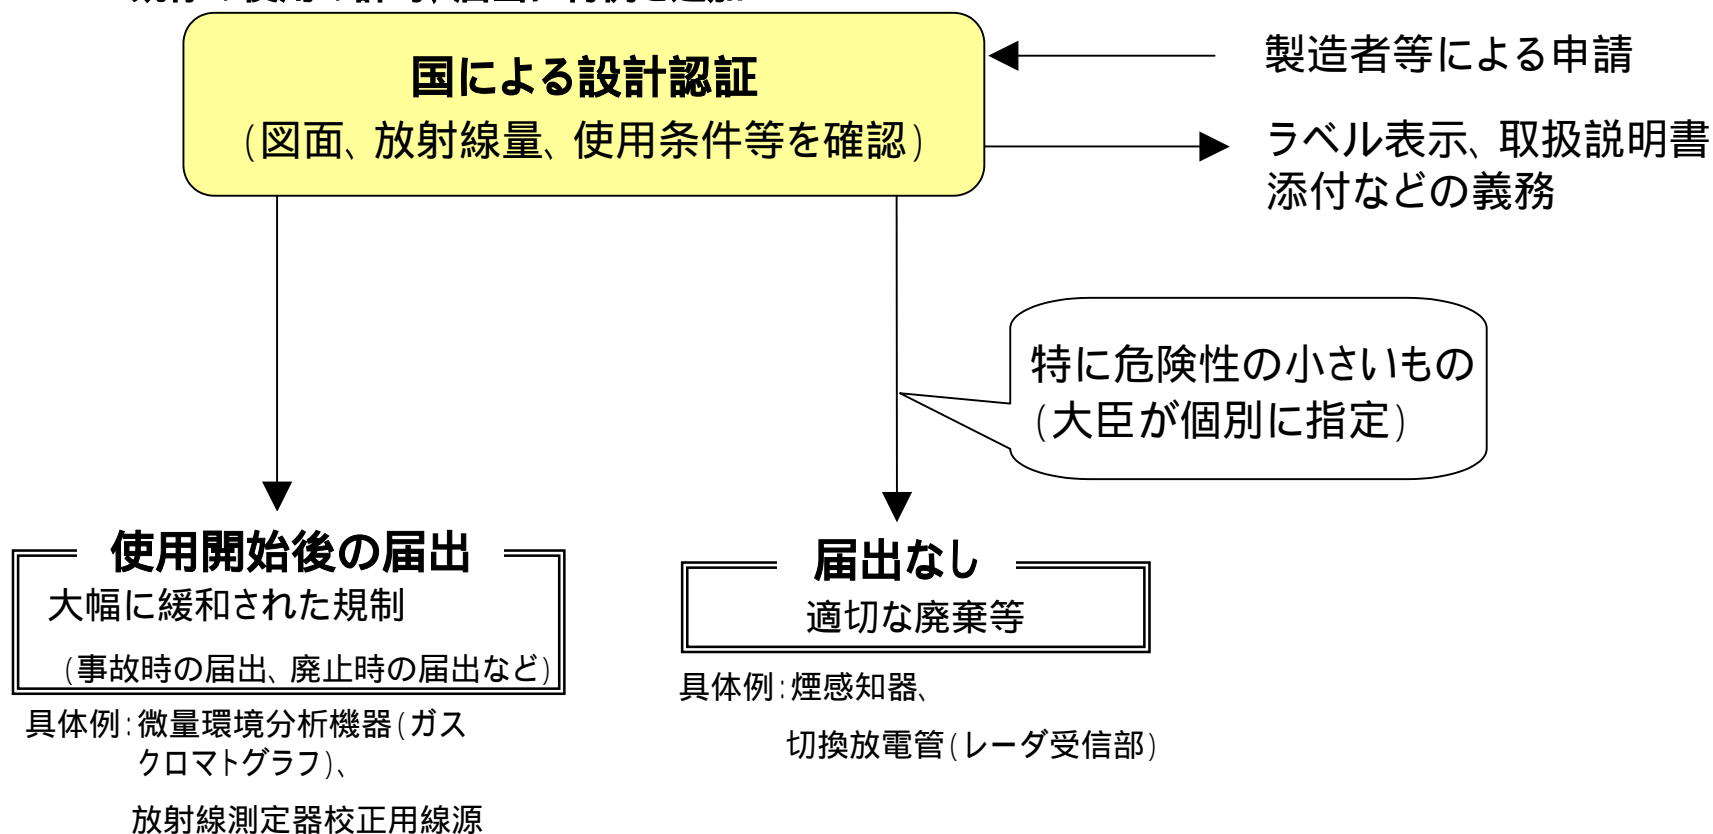 国による設計認証
(図面、放射線量、使用条件等を確認)
製造者等による申請
ラベル表示、取扱説明書
添付などの義務
特に危険性の小さいもの
(大臣が個別に指定)
使用開始後の届出
大幅に緩和された規制
(事故時の届出、廃止時の届出など)
具体例:微量環境分析機器(ガス
クロマトグラフ)、
放射線測定器校正用線源
届出なし
適切な廃棄等
具体例:煙感知器、
切換放電管(レーダ受信部)